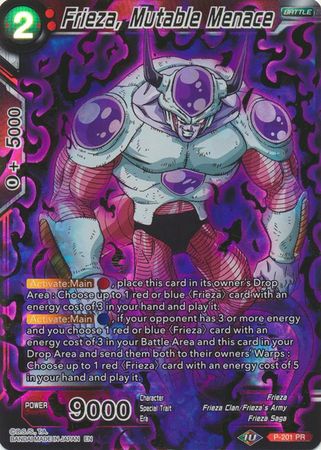 2
Frieza, Mutable Menace
BATTLE
0 + 5000
Activate:Main , place this card in its owner's Drop
Area : Choose up to 1 red or blue 〈Frieza〉 card with an
energy cost of 3 in your hand and play it.
Activate:Main , if your opponent has 3 or more energy
and you choose 1 red or blue 〈Frieza〉 card with an
energy cost of 3 in your Battle Area and this card in your
Drop Area and send them both to their owners' Warps :
Choose up to 1 red 〈Frieza〉 card with an energy cost of 5
in your hand and play it.
POWER 9000
Character Frieza
Special Trait Frieza Clan/Frieza's Army
Era Frieza Saga
©B.S./S., T.A.
BANDAI MADE IN JAPAN EN
P-201 PR